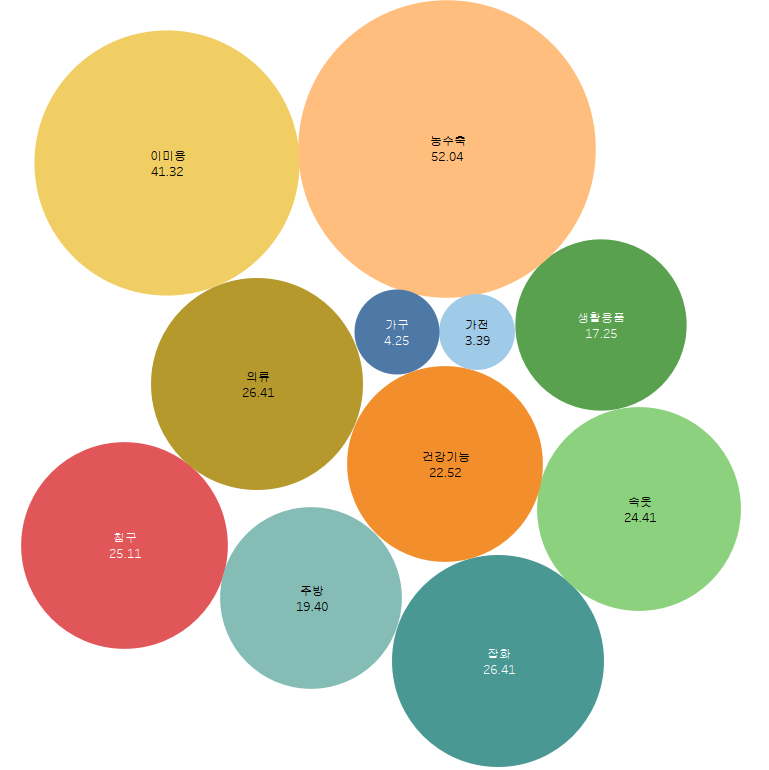 이미용
41.32
농수축
52.04
가구
4.25
가전
3.39
생활용품
17.25
의류
26.41
건강기능
22.52
속옷
24.41
침구
25.11
주방
19.40
잡화
26.41